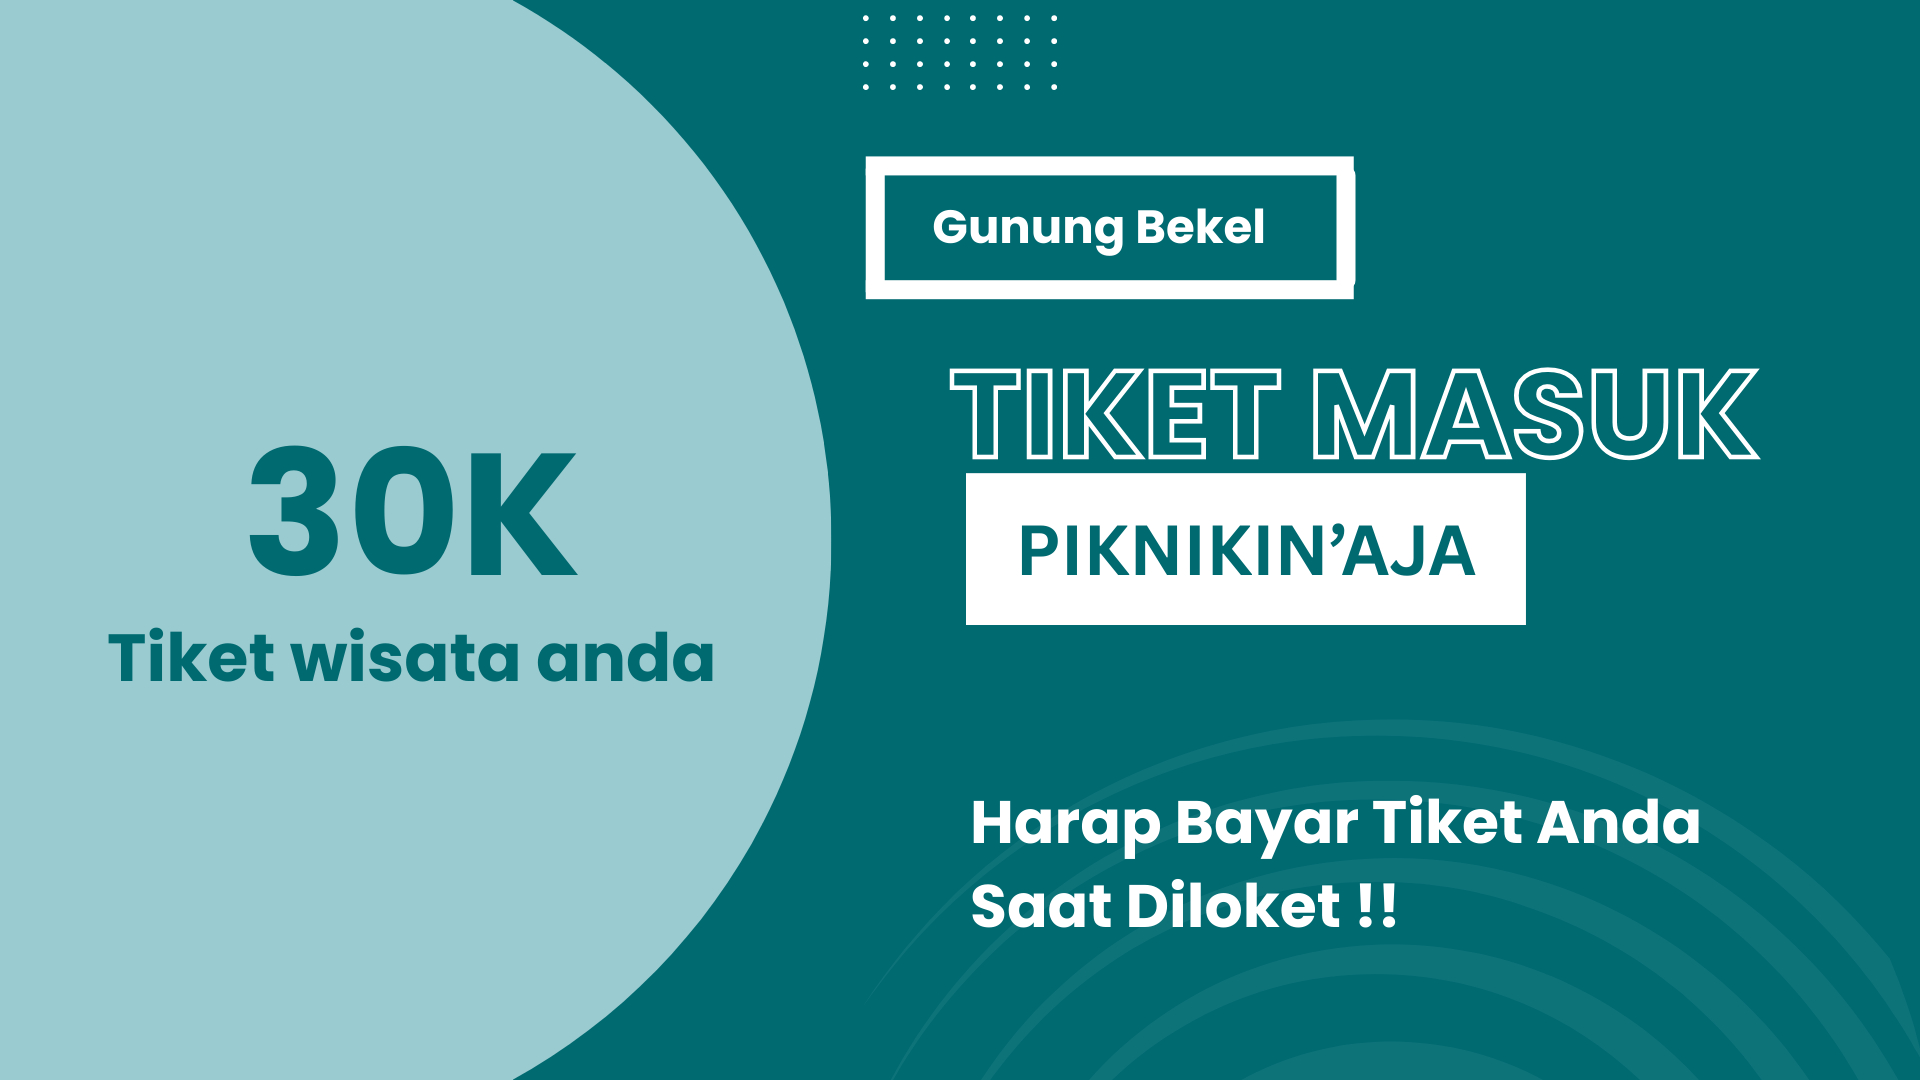 30K
Tiket wisata anda
Gunung Bekel
TIKET MASUK
PIKNIKIN’AJA
Harap Bayar Tiket Anda
Saat Diloket !!